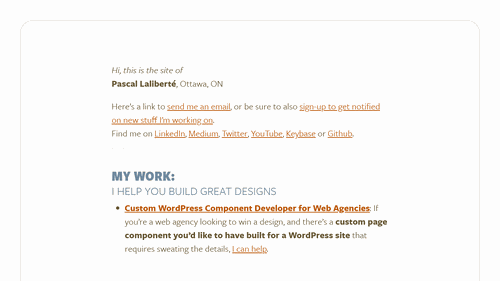 Hi, this is the site of
Pascal Laliberté, Ottawa, ON
Here's a link to send me an email, or be sure to also sign-up to get notified
on new stuff I'm working on.
Find me on LinkedIn, Medium, Twitter, YouTube, Keybase or Github.
MY WORK:
I HELP YOU BUILD GREAT DESIGNS
• Custom WordPress Component Developer for Web Agencies: If
you're a web agency looking to win a design, and there's a custom page
component you'd like to have built for a WordPress site that
requires sweating the details, I can help.